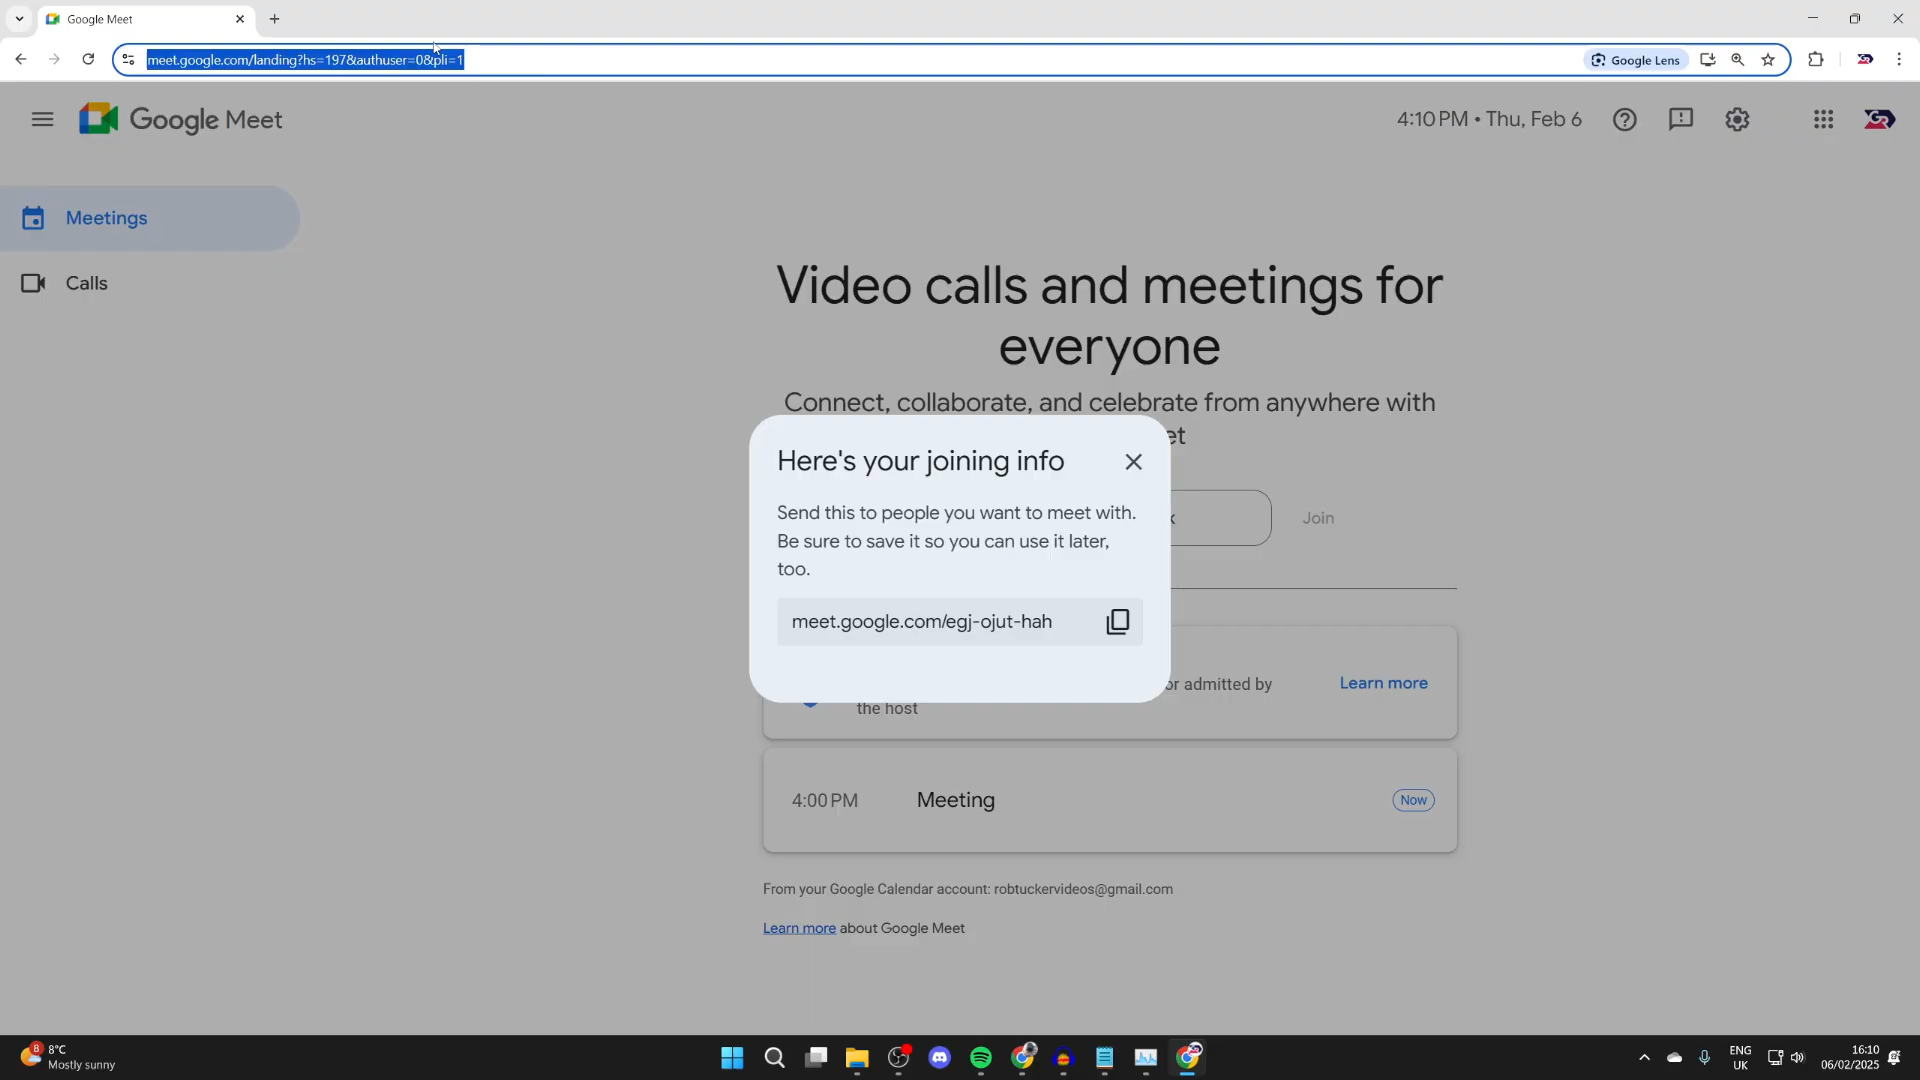 Google Meet
meet.google.com/landing?hs=197&authuser=0&pli=1
Google Lens
Google Meet
4:10 PM • Thu, Feb 6
Meetings
Calls
Video calls and meetings for
everyone
Connect, collaborate, and celebrate from anywhere with
et
Here's your joining info
Send this to people you want to meet with.
Be sure to save it so you can use it later,
too.
meet.google.com/egj-ojut-hah
Join
or admitted by
the host
Learn more
4:00 PM
Meeting
Now
From your Google Calendar account: robtuckervideos@gmail.com
Learn more about Google Meet
8
8°C
Mostly sunny
ENG
UK
16:10
06/02/2025